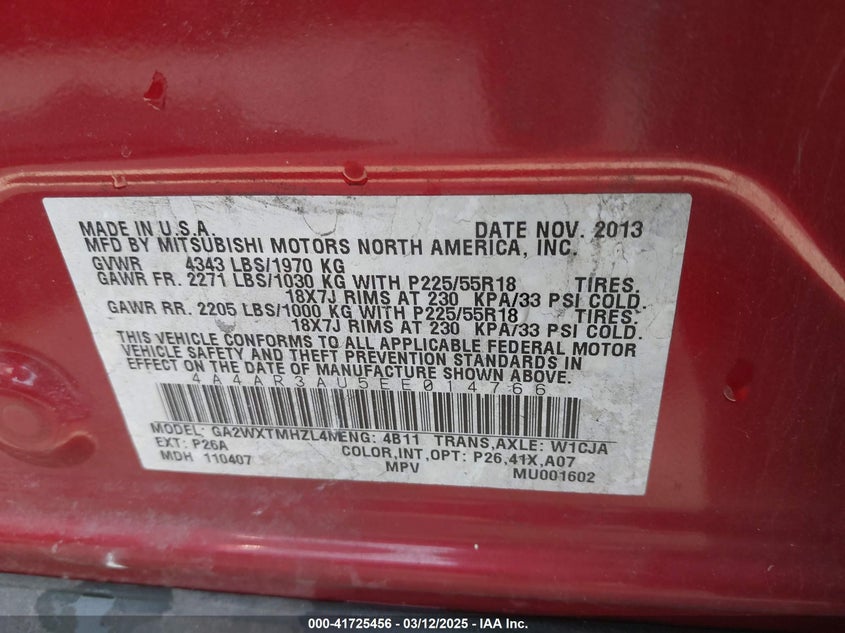 MADE IN U.S.A. DATE NOV. 2013
MFD BY MITSUBISHI MOTORS NORTH AMERICA, INC.
GVWR 4343 LBS/1970 KG
GAWR FR. 2271 LBS/1030 KG WITH P225/55R18 TIRES.
18X7J RIMS AT 230 KPA/33 PSI COLD.
GAWR RR. 2205 LBS/1000 KG WITH P225/55R18 TIRES.
18X7J RIMS AT 230 KPA/33 PSI COLD.
THIS VEHICLE CONFORMS TO ALL APPLICABLE FEDERAL MOTOR
VEHICLE SAFETY AND THEFT PREVENTION STANDARDS IN
EFFECT ON THE DATE OF MANUFACTURE SHOWN ABOVE.
4A4AR3AU5EE014766
MODEL: GA2WXTMHZL4MENG: 4B11 TRANS,AXLE: W1CJA
EXT: P26A COLOR,INT,OPT: P26,41X,A07
MDH 110407 MPV MU001602
000-41725456 - 03/12/2025 - © IAA, Inc.